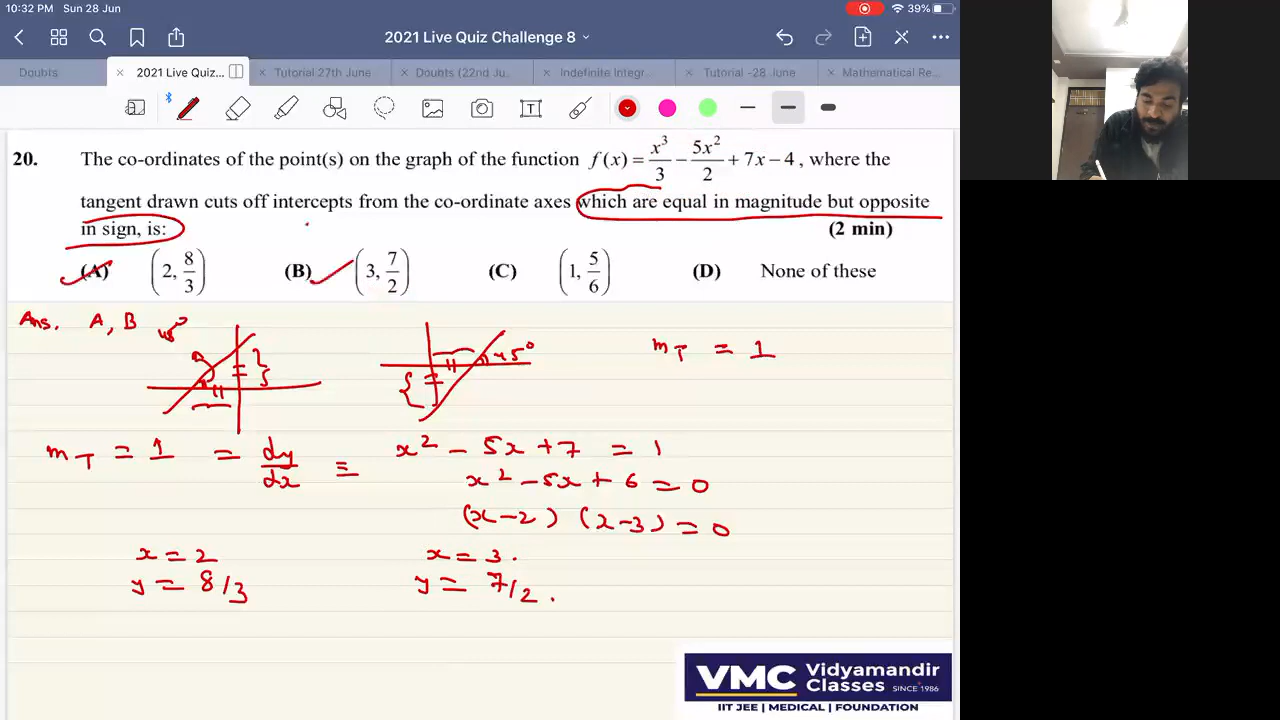 10:32 PM Sun 28 Jun
39%
2021 Live Quiz Challenge 8
Doubts
2021 Live Quiz...
Tutorial 27th June
Doubts (22nd Ju...
Indefinite Integr...
Tutorial -28 June
Mathematical Re...
20. The co-ordinates of the point(s) on the graph of the function f(x) = x³/3 − 5x²/2 + 7x − 4, where the
tangent drawn cuts off intercepts from the co-ordinate axes which are equal in magnitude but opposite
in sign, is: (2 min)
(A) (2, 8/3) (B) (3, 7/2) (C) (1, 5/6) (D) None of these
Ans. A, B
45°
45°
m_T = 1
m_T = 1 = dy/dx = x² − 5x + 7 = 1
x² − 5x + 6 = 0
(x−2) (x−3) = 0
x = 2 x = 3.
y = 8/3 y = 7/2.
VMC Vidyamandir
Classes SINCE 1986
IIT JEE | MEDICAL | FOUNDATION